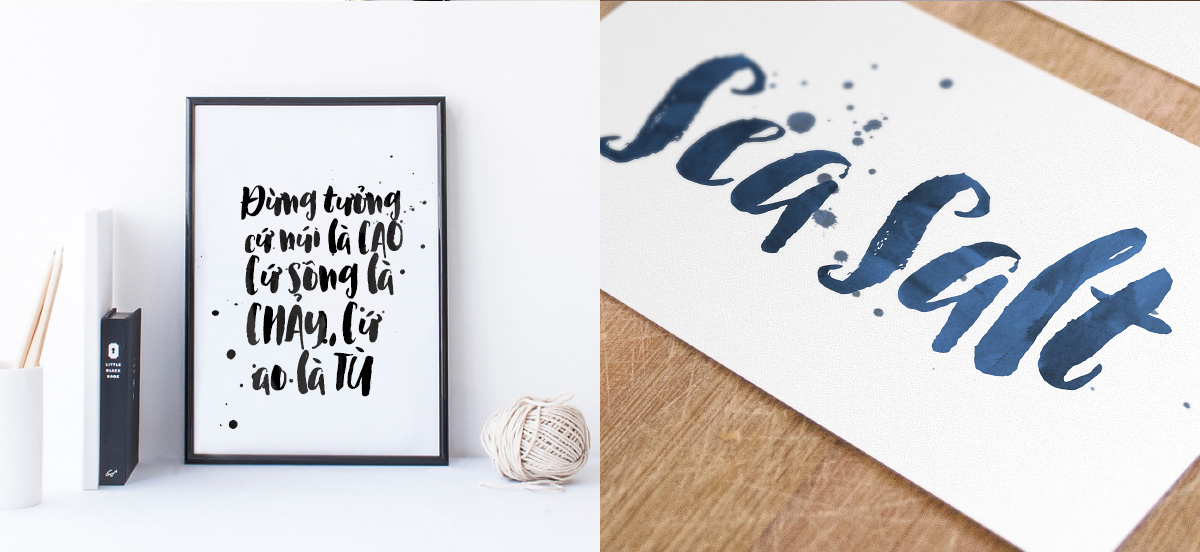 Đừng tưởng
cứ núi là CAO
Cứ sông là
CHẢY, Cứ
ao là TÙ
LITTLE
BLACK
BOOK
Sea Salt